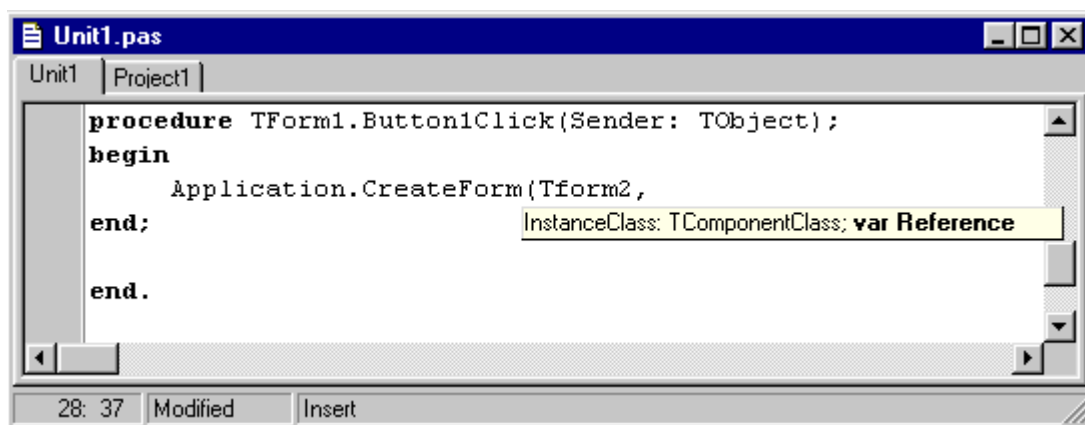 Unit1.pas
Unit1 Project1
procedure TForm1.Button1Click(Sender: TObject);
begin
Application.CreateForm(Tform2,
end;
InstanceClass: TComponentClass; var Reference
end.
28: 37 Modified Insert